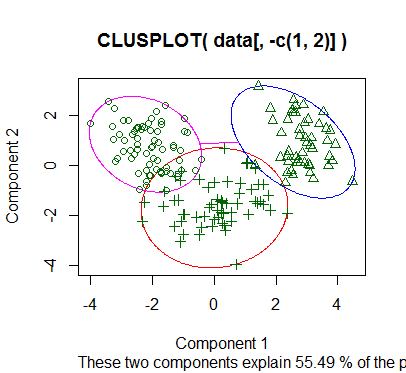 CLUSPLOT( data[, -c(1, 2)] )
Component 2
2
0
-2
-4
-4 -2 0 2 4
Component 1
These two components explain 55.49 % of the p